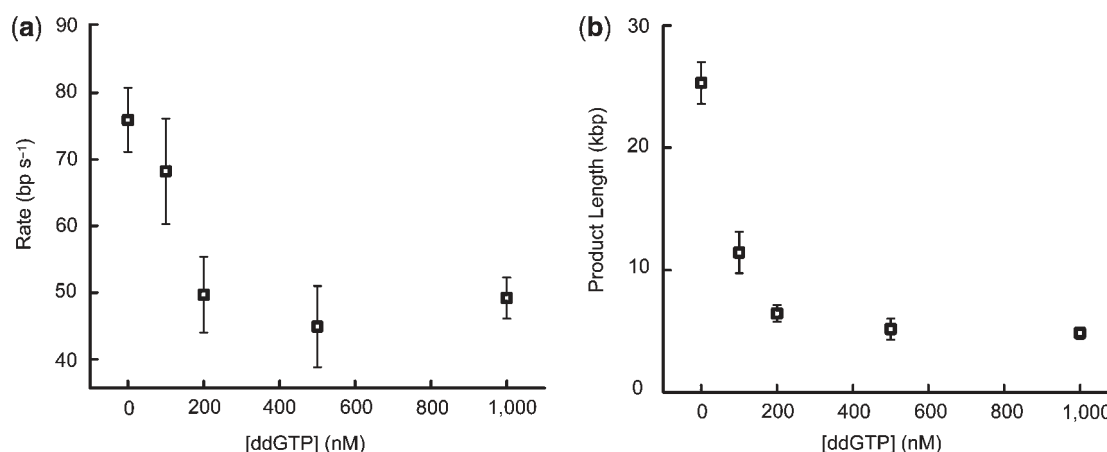 (a)
Rate (bp s⁻¹)
90
80
70
60
50
40
0 200 400 600 800 1,000
[ddGTP] (nM)
(b)
Product Length (kbp)
30
20
10
0
0 200 400 600 800 1,000
[ddGTP] (nM)